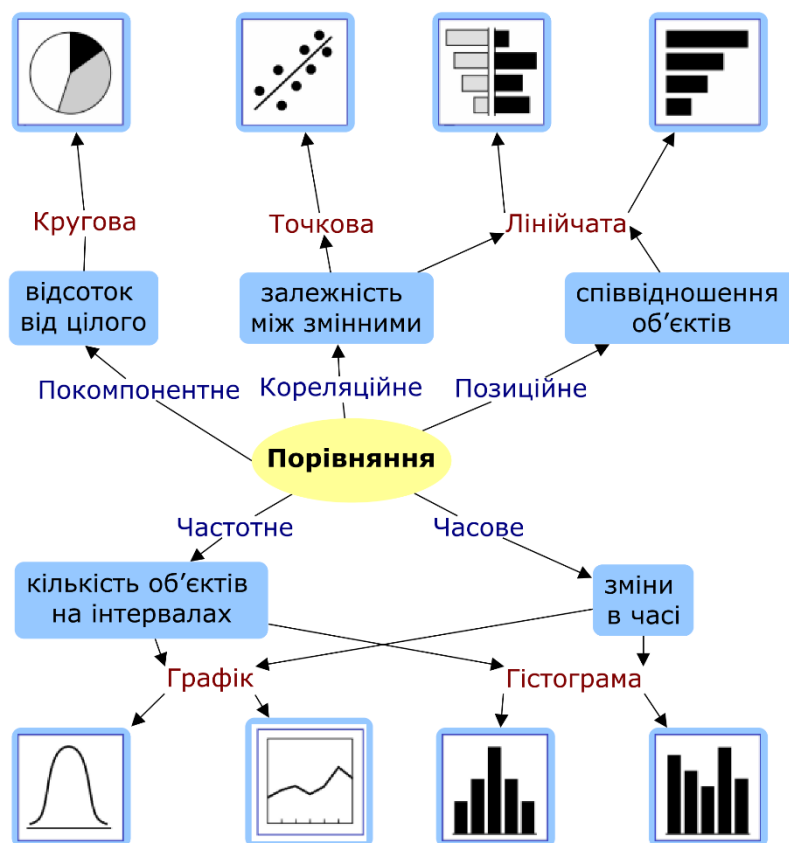 Кругова
Точкова
Лінійчата
відсоток
від цілого
залежність
між змінними
співвідношення
об’єктів
Покомпонентне
Кореляційне
Позиційне
Порівняння
Частотне
Часове
кількість об’єктів
на інтервалах
зміни
в часі
Графік
Гістограма